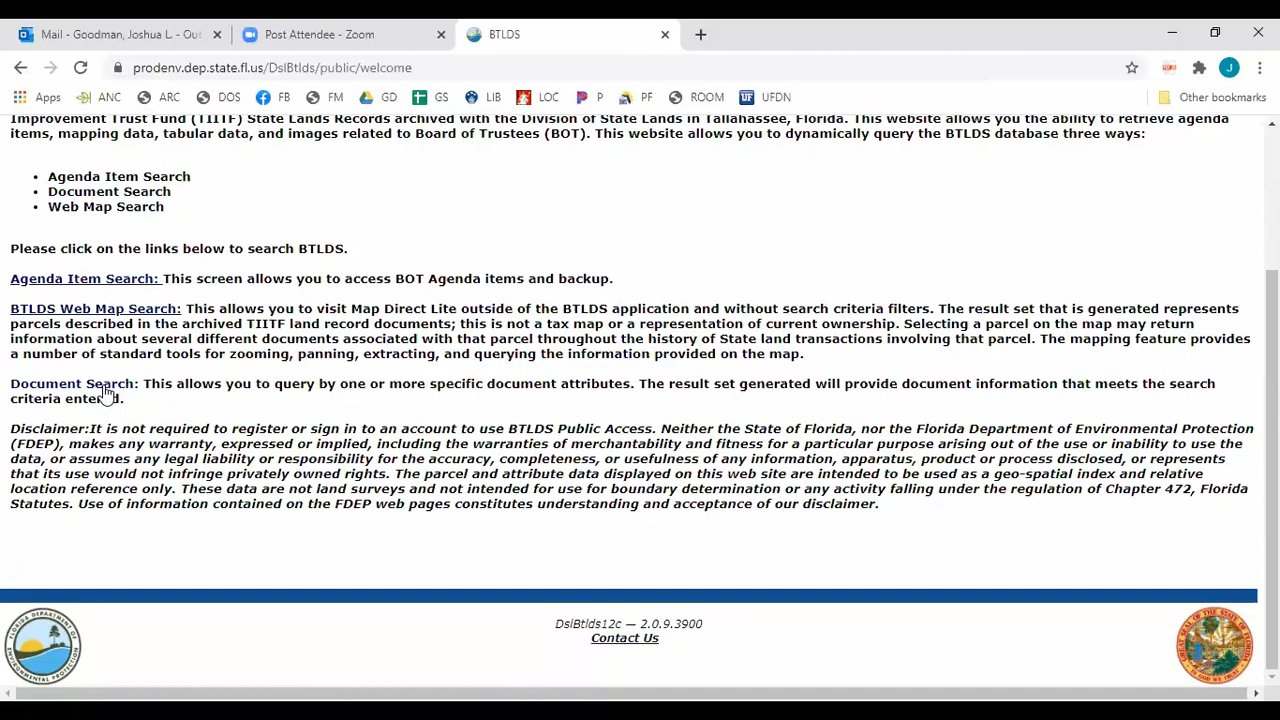 Mail - Goodman, Joshua L. - Out
Post Attendee - Zoom
BTLDS
prodenv.dep.state.fl.us/DslBtlds/public/welcome
J
Apps
ANC
ARC
DOS
FB
FM
GD
GS
LIB
LOC
P
PF
ROOM
UF UFDN
Other bookmarks
Improvement Trust Fund (TIITF) State Lands Records archived with the Division of State Lands in Tallahassee, Florida. This website allows you the ability to retrieve agenda
items, mapping data, tabular data, and images related to Board of Trustees (BOT). This website allows you to dynamically query the BTLDS database three ways:
• Agenda Item Search
• Document Search
• Web Map Search
Please click on the links below to search BTLDS.
Agenda Item Search: This screen allows you to access BOT Agenda items and backup.
BTLDS Web Map Search: This allows you to visit Map Direct Lite outside of the BTLDS application and without search criteria filters. The result set that is generated represents
parcels described in the archived TIITF land record documents; this is not a tax map or a representation of current ownership. Selecting a parcel on the map may return
information about several different documents associated with that parcel throughout the history of State land transactions involving that parcel. The mapping feature provides
a number of standard tools for zooming, panning, extracting, and querying the information provided on the map.
Document Search: This allows you to query by one or more specific document attributes. The result set generated will provide document information that meets the search
criteria entered.
Disclaimer:It is not required to register or sign in to an account to use BTLDS Public Access. Neither the State of Florida, nor the Florida Department of Environmental Protection
(FDEP), makes any warranty, expressed or implied, including the warranties of merchantability and fitness for a particular purpose arising out of the use or inability to use the
data, or assumes any legal liability or responsibility for the accuracy, completeness, or usefulness of any information, apparatus, product or process disclosed, or represents
that its use would not infringe privately owned rights. The parcel and attribute data displayed on this web site are intended to be used as a geo-spatial index and relative
location reference only. These data are not land surveys and not intended for use for boundary determination or any activity falling under the regulation of Chapter 472, Florida
Statutes. Use of information contained on the FDEP web pages constitutes understanding and acceptance of our disclaimer.
DslBtlds12c — 2.0.9.3900
Contact Us